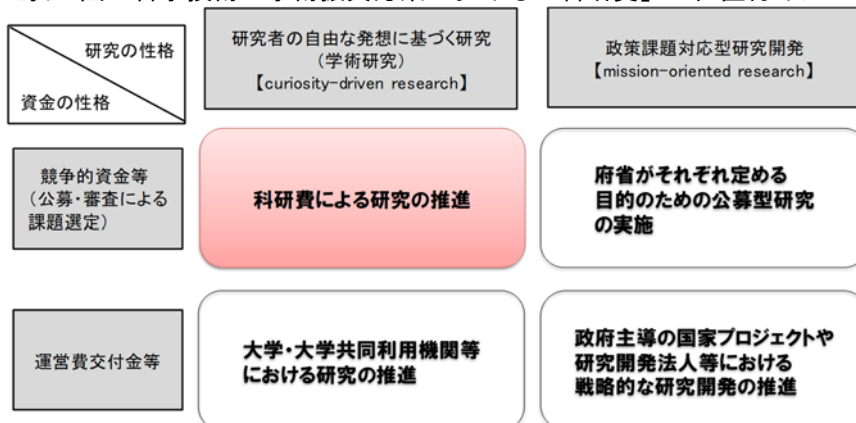 研究の性格
資金の性格
研究者の自由な発想に基づく研究
(学術研究)
【curiosity-driven research】
政策課題対応型研究開発
【mission-oriented research】
競争的資金等
(公募・審査による
課題選定)
科研費による研究の推進
府省がそれぞれ定める
目的のための公募型研究
の実施
運営費交付金等
大学・大学共同利用機関等
における研究の推進
政府主導の国家プロジェクトや
研究開発法人等における
戦略的な研究開発の推進